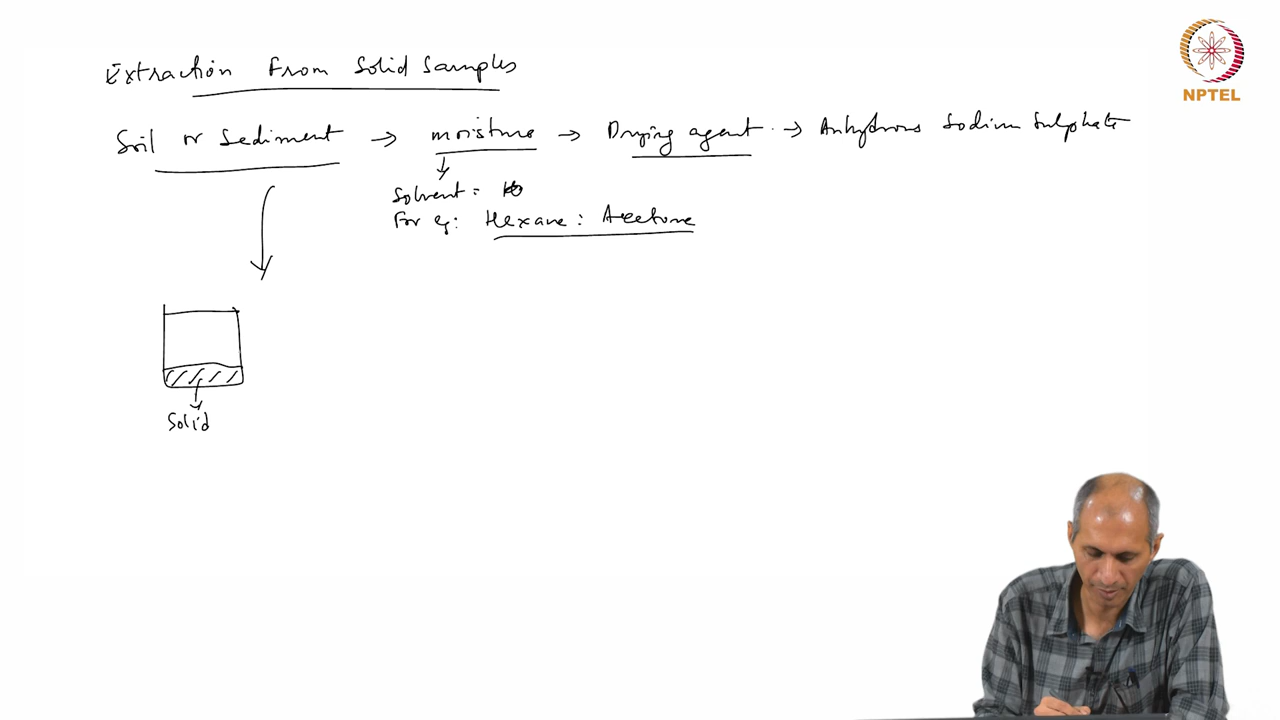 Extraction From Solid Samples
NPTEL
Soil or Sediment → moisture → Drying agent → Anhydrous Sodium Sulphate
Solvent =
For eg: Hexane : Acetone
Solid